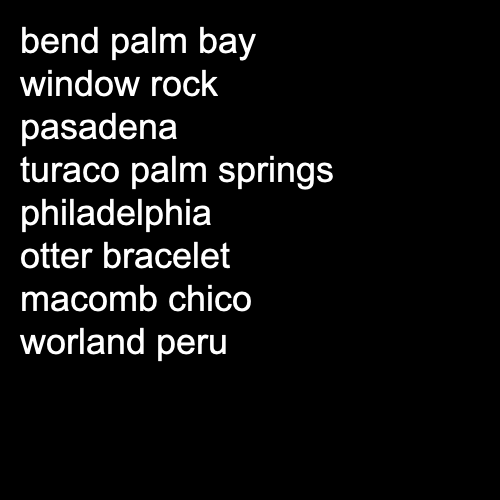 bend palm bay
window rock
pasadena
turaco palm springs
philadelphia
otter bracelet
macomb chico
worland peru